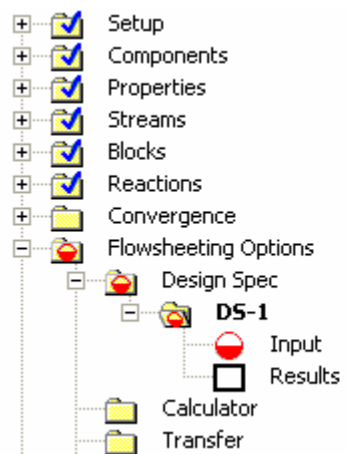 Setup
Components
Properties
Streams
Blocks
Reactions
Convergence
Flowsheeting Options
Design Spec
DS-1
Input
Results
Calculator
Transfer